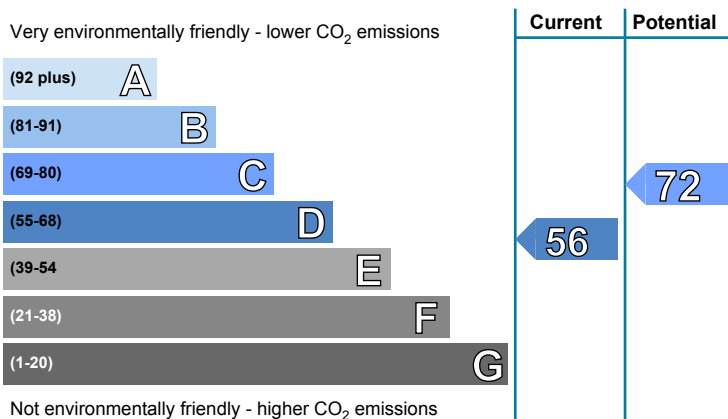 Current Potential
Very environmentally friendly - lower CO2 emissions
(92 plus) A
(81-91) B
(69-80) C
72
(55-68) D
56
(39-54 E
(21-38) F
(1-20) G
Not environmentally friendly - higher CO2 emissions